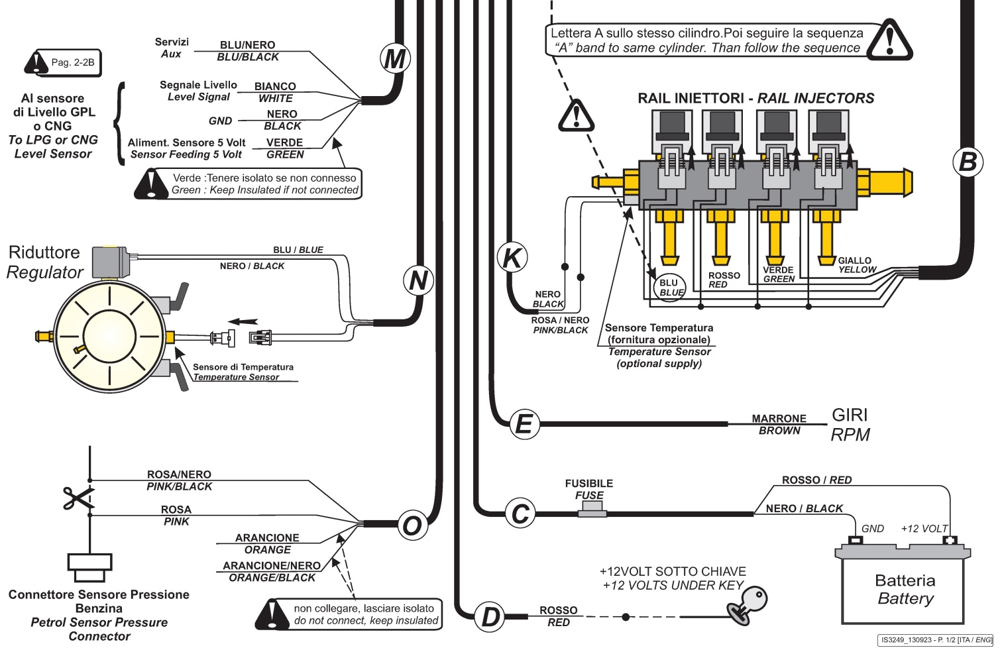 Servizi
Aux
BLU/NERO
BLU/BLACK
M
Pag. 2-2B
Al sensore
di Livello GPL
o CNG
To LPG or CNG
Level Sensor
Segnale Livello
Level Signal
BIANCO
WHITE
GND
NERO
BLACK
Aliment. Sensore 5 Volt
Sensor Feeding 5 Volt
VERDE
GREEN
Verde :Tenere isolato se non connesso
Green : Keep Insulated if not connected
Riduttore
Regulator
BLU / BLUE
NERO / BLACK
N
Sensore di Temperatura
Temperature Sensor
ROSA/NERO
PINK/BLACK
ROSA
PINK
O
ARANCIONE
ORANGE
ARANCIONE/NERO
ORANGE/BLACK
Connettore Sensore Pressione
Benzina
Petrol Sensor Pressure
Connector
non collegare, lasciare isolato
do not connect, keep insulated
Lettera A sullo stesso cilindro.Poi seguire la sequenza
“A” band to same cylinder. Than follow the sequence
RAIL INIETTORI - RAIL INJECTORS
B
K
NERO
BLACK
ROSA / NERO
PINK/BLACK
BLU
BLUE
ROSSO
RED
VERDE
GREEN
GIALLO
YELLOW
Sensore Temperatura
(fornitura opzionale)
Temperature Sensor
(optional supply)
E
MARRONE
BROWN
GIRI
RPM
C
FUSIBILE
FUSE
ROSSO / RED
NERO / BLACK
GND
+12 VOLT
Batteria
Battery
+12VOLT SOTTO CHIAVE
+12 VOLTS UNDER KEY
D
ROSSO
RED
IS3249_130923 - P. 1/2 [ITA / ENG]